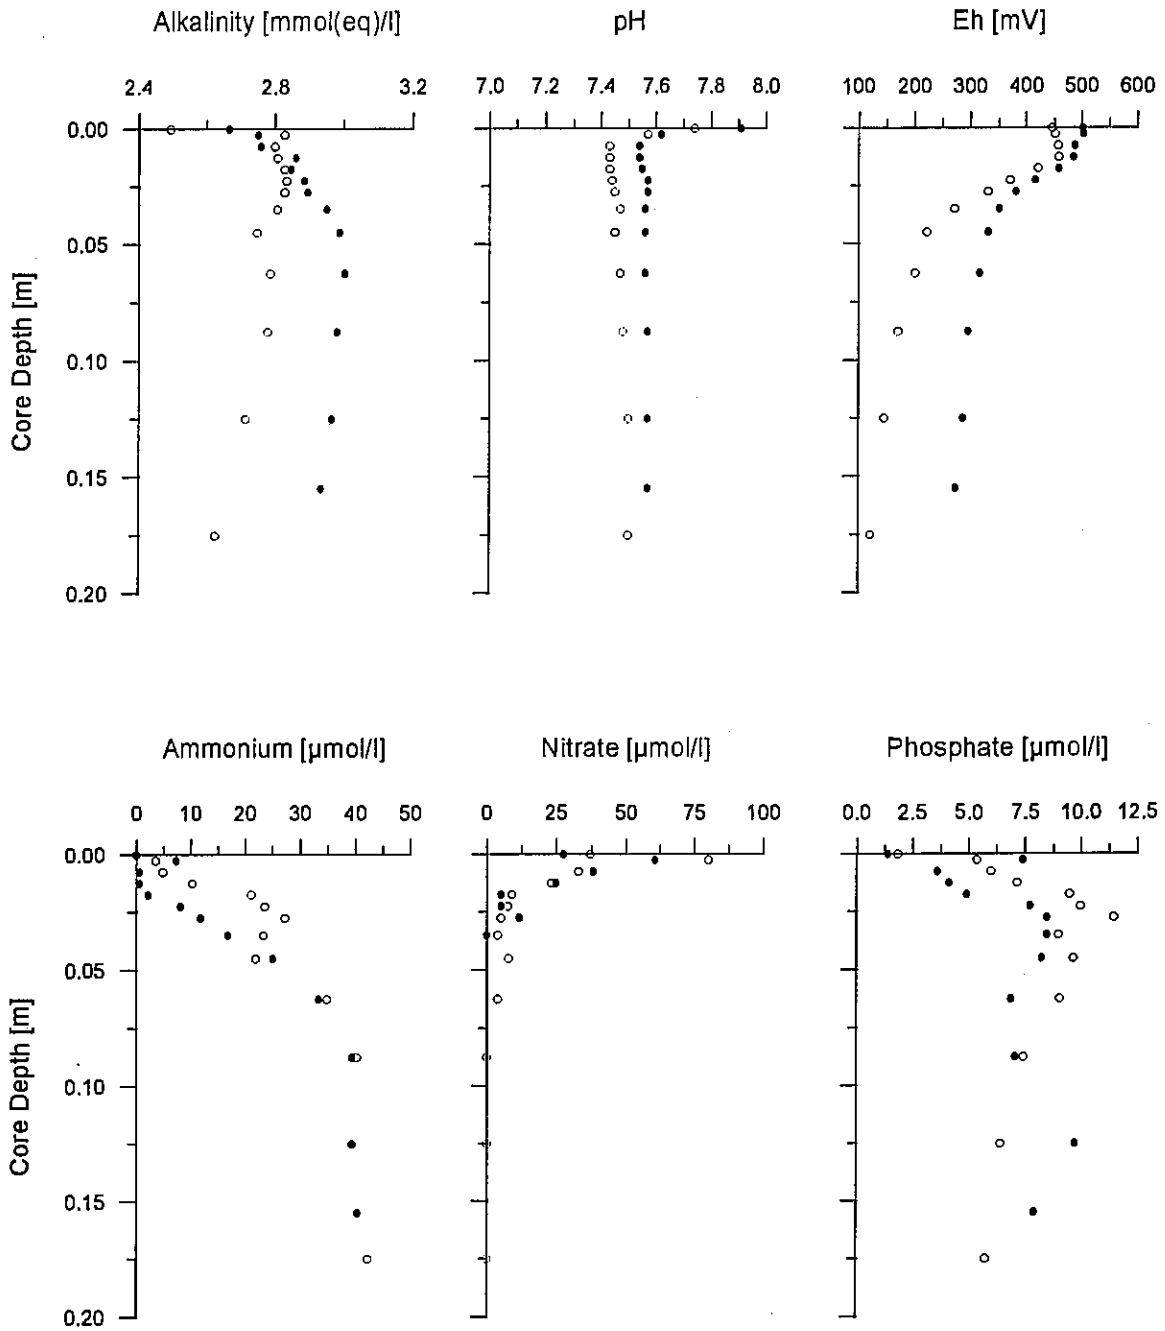 Alkalinity [mmol(eq)/l] pH Eh [mV]
2.4 2.8 3.2 7.0 7.2 7.4 7.6 7.8 8.0 100 200 300 400 500 600
0.00
0.05
0.10
0.15
0.20
Core Depth [m]
Ammonium [µmol/l] Nitrate [µmol/l] Phosphate [µmol/l]
0 10 20 30 40 50 0 25 50 75 100 0.0 2.5 5.0 7.5 10.0 12.5
0.00
0.05
0.10
0.15
0.20
Core Depth [m]